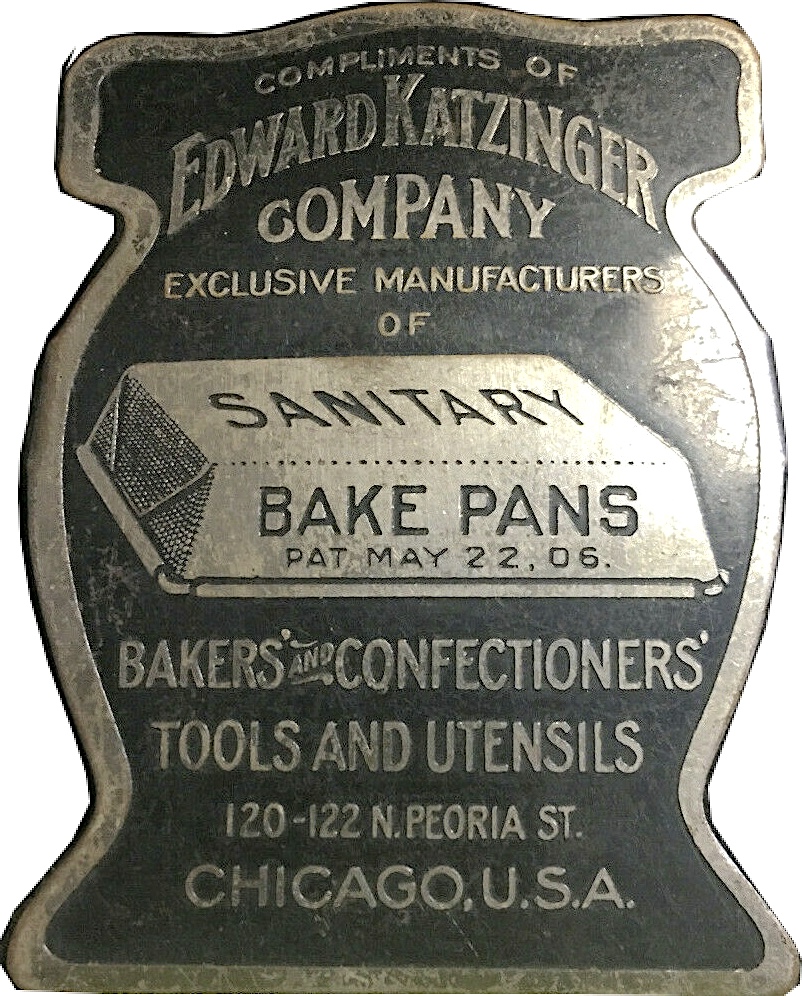 COMPLIMENTS OF
EDWARD KATZINGER
COMPANY
EXCLUSIVE MANUFACTURERS
OF
SANITARY
BAKE PANS
PAT MAY 22, 06.
BAKERS' AND CONFECTIONERS'
TOOLS AND UTENSILS
120-122 N. PEORIA ST.
CHICAGO, U.S.A.